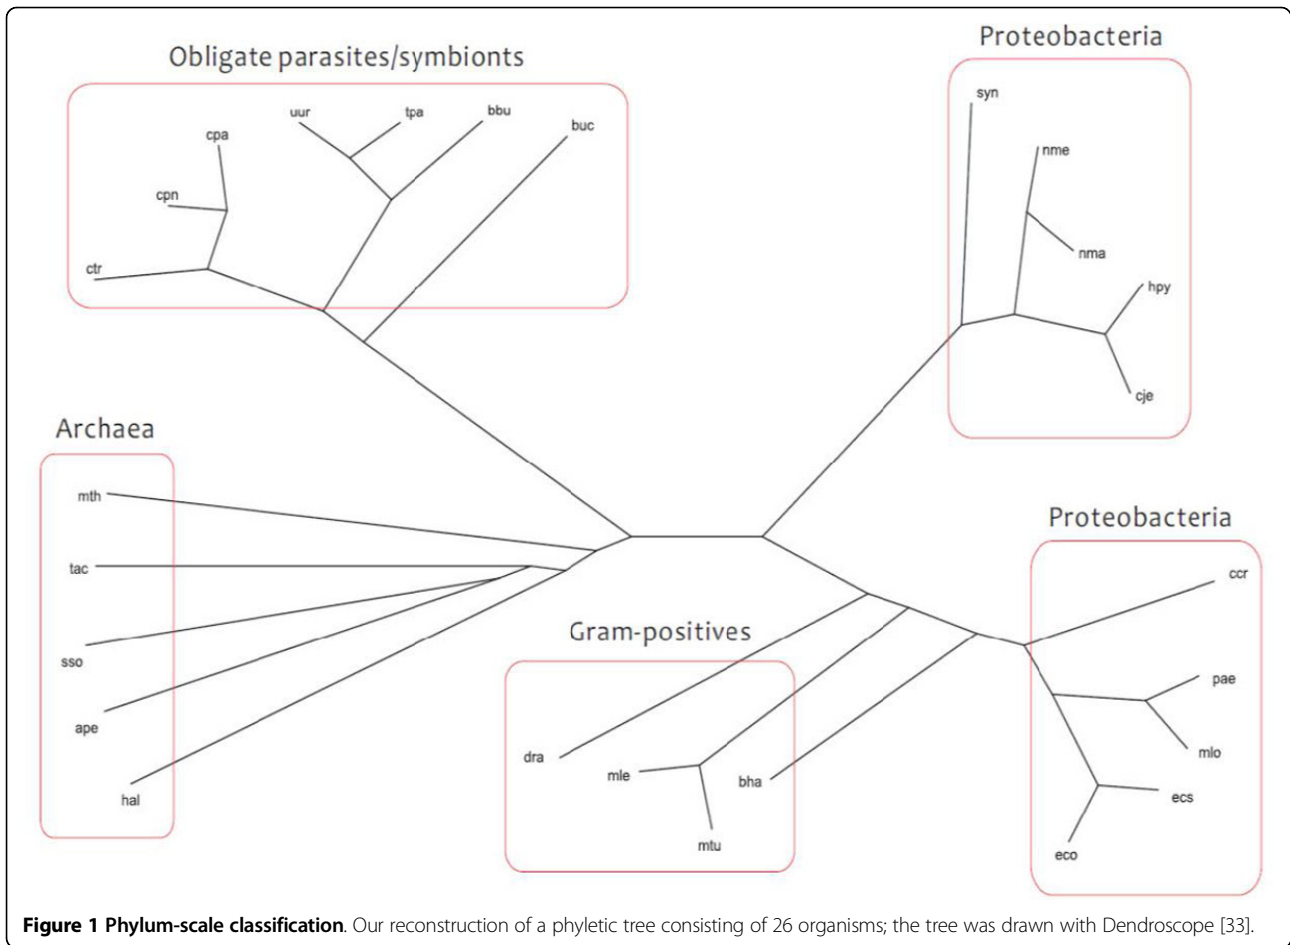 Obligate parasites/symbionts
uur
tpa
bbu
buc
cpa
cpn
ctr
Proteobacteria
syn
nme
nma
hpy
cje
Archaea
mth
tac
sso
ape
hal
Gram-positives
dra
mle
bha
mtu
Proteobacteria
ccr
pae
mlo
ecs
eco
Figure 1 Phylum-scale classification. Our reconstruction of a phyletic tree consisting of 26 organisms; the tree was drawn with Dendroscope [33].